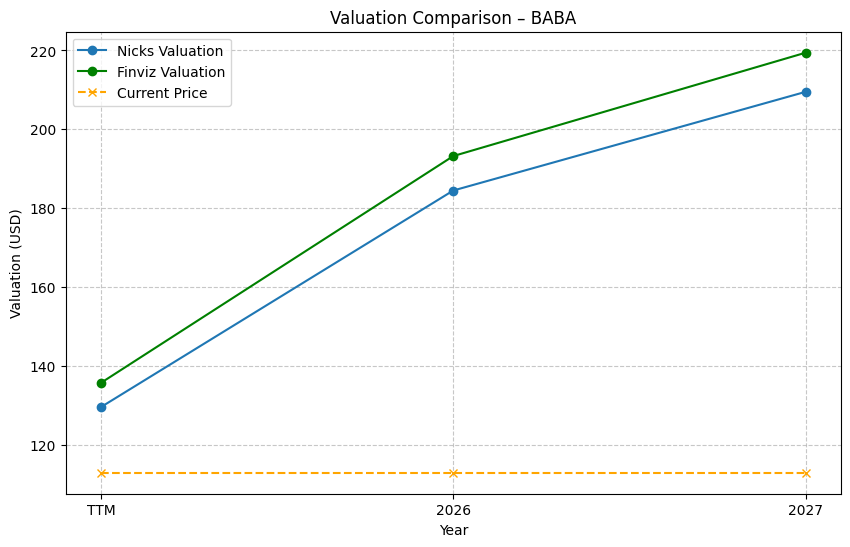 Valuation Comparison – BABA
Nicks Valuation
Finviz Valuation
Current Price
Valuation (USD)
220
200
180
160
140
120
TTM
2026
2027
Year